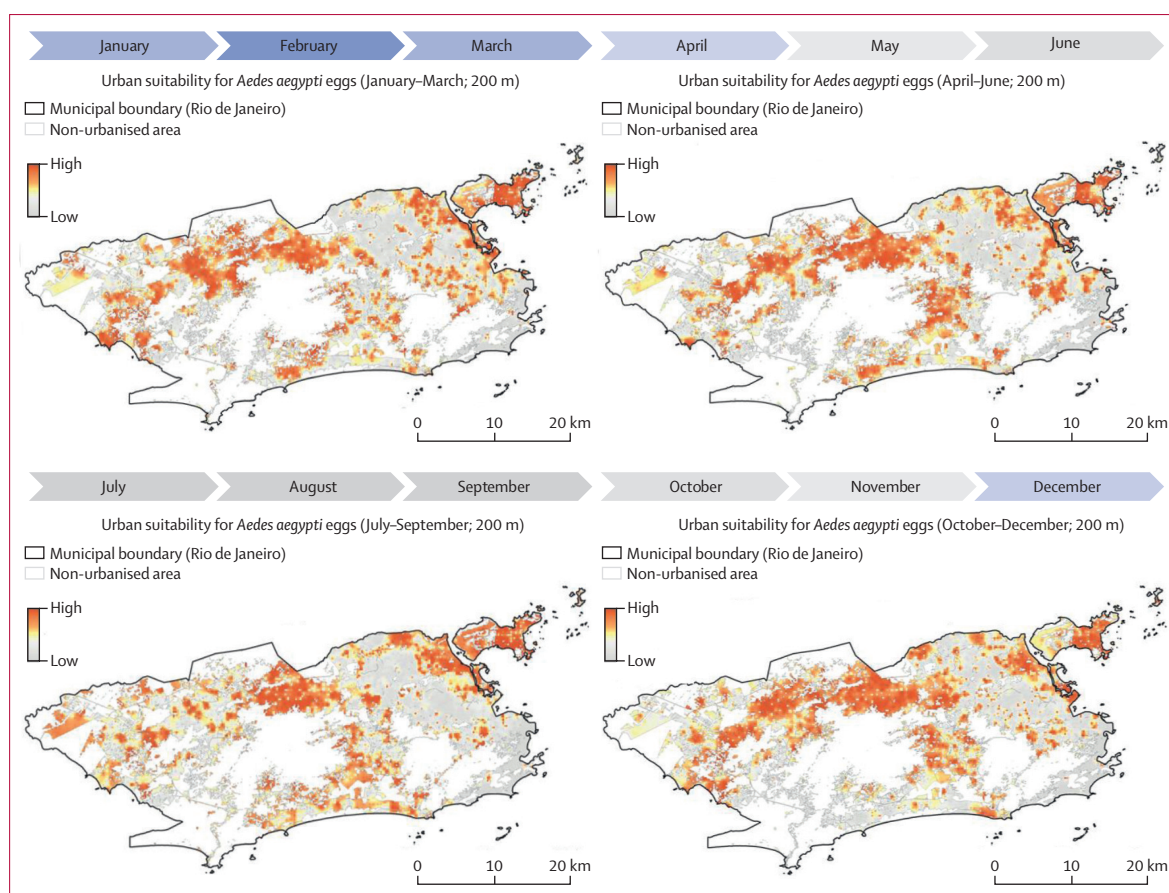 January
February
March
April
May
June
Urban suitability for Aedes aegypti eggs (January–March; 200 m)
Municipal boundary (Rio de Janeiro)
Non-urbanised area
High
Low
0 10 20 km
Urban suitability for Aedes aegypti eggs (April–June; 200 m)
Municipal boundary (Rio de Janeiro)
Non-urbanised area
High
Low
0 10 20 km
July
August
September
October
November
December
Urban suitability for Aedes aegypti eggs (July–September; 200 m)
Municipal boundary (Rio de Janeiro)
Non-urbanised area
High
Low
0 10 20 km
Urban suitability for Aedes aegypti eggs (October–December; 200 m)
Municipal boundary (Rio de Janeiro)
Non-urbanised area
High
Low
0 10 20 km